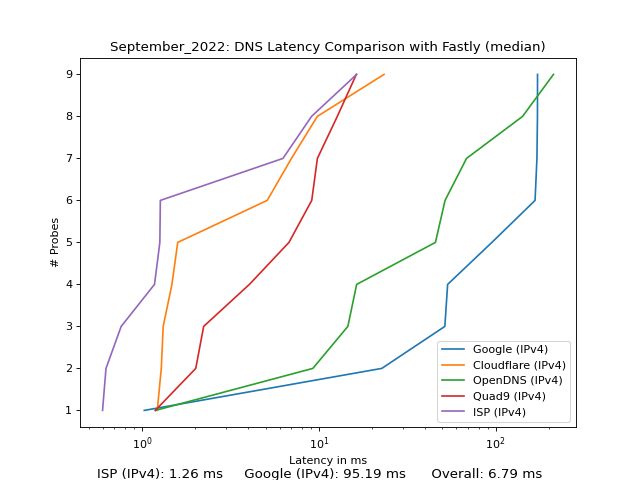 September_2022: DNS Latency Comparison with Fastly (median)
# Probes
9
8
7
6
5
4
3
2
1
10⁰
10¹
10²
Latency in ms
Google (IPv4)
Cloudflare (IPv4)
OpenDNS (IPv4)
Quad9 (IPv4)
ISP (IPv4)
ISP (IPv4): 1.26 ms Google (IPv4): 95.19 ms Overall: 6.79 ms